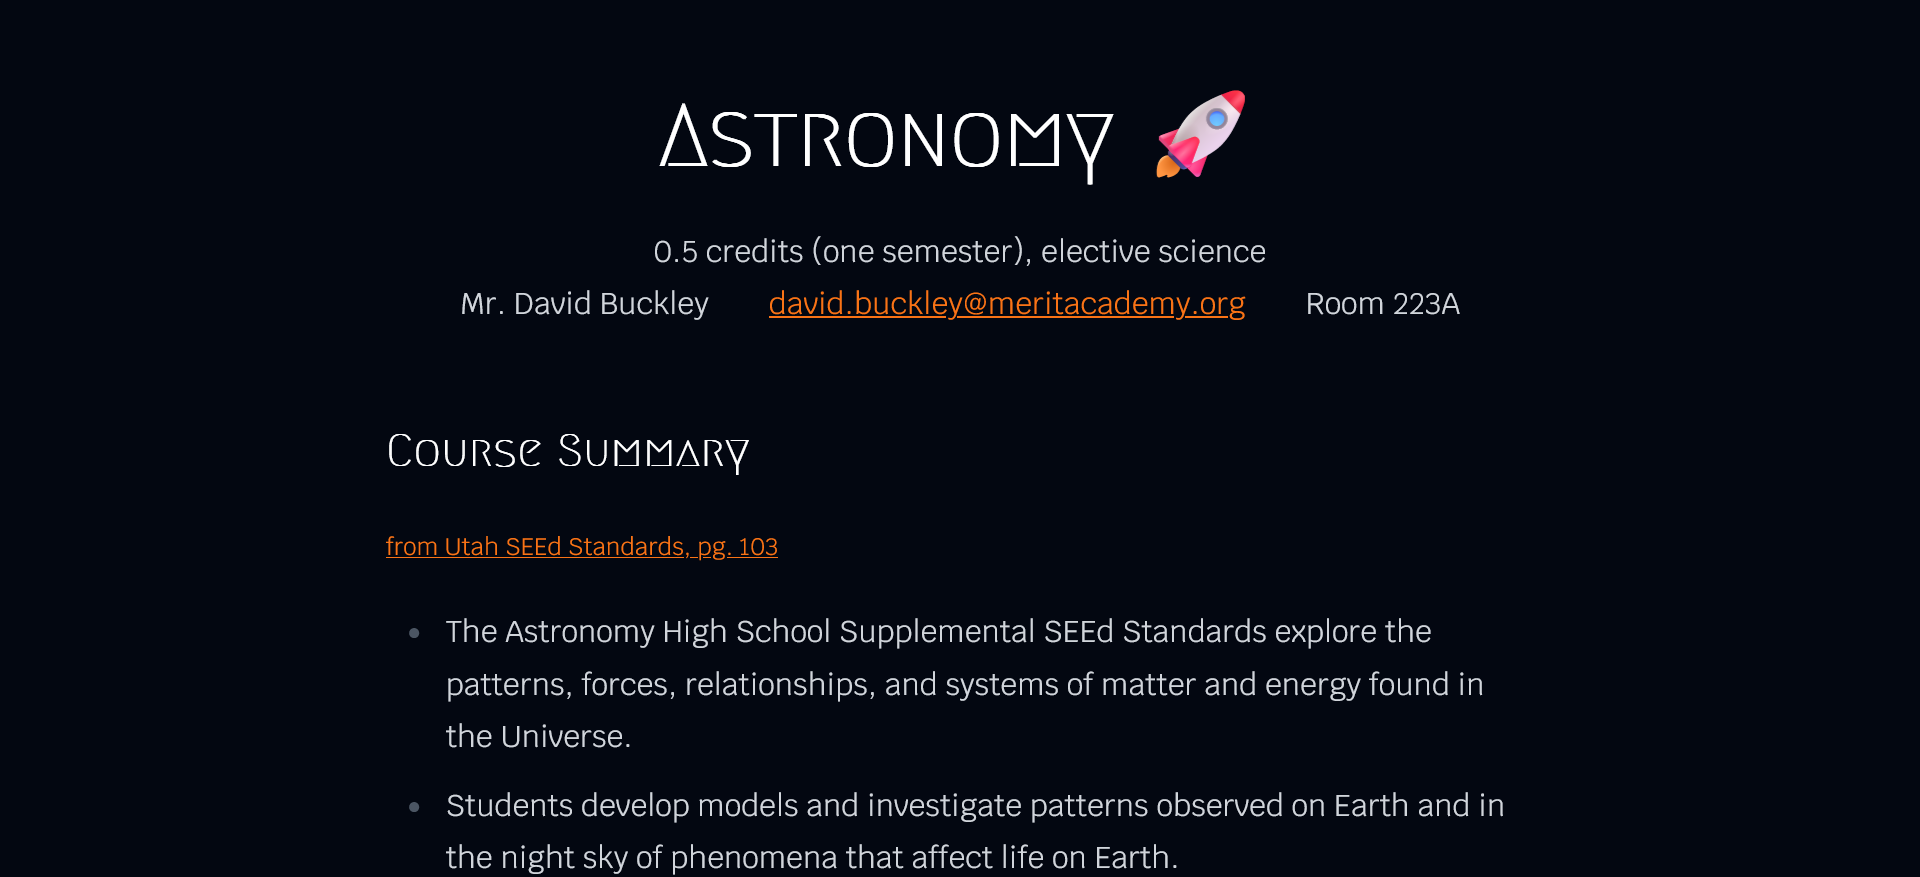 Astronomy 🚀
0.5 credits (one semester), elective science
Mr. David Buckley david.buckley@meritacademy.org Room 223A
Course Summary
from Utah SEEd Standards, pg. 103
• The Astronomy High School Supplemental SEEd Standards explore the
patterns, forces, relationships, and systems of matter and energy found in
the Universe.
• Students develop models and investigate patterns observed on Earth and in
the night sky of phenomena that affect life on Earth.